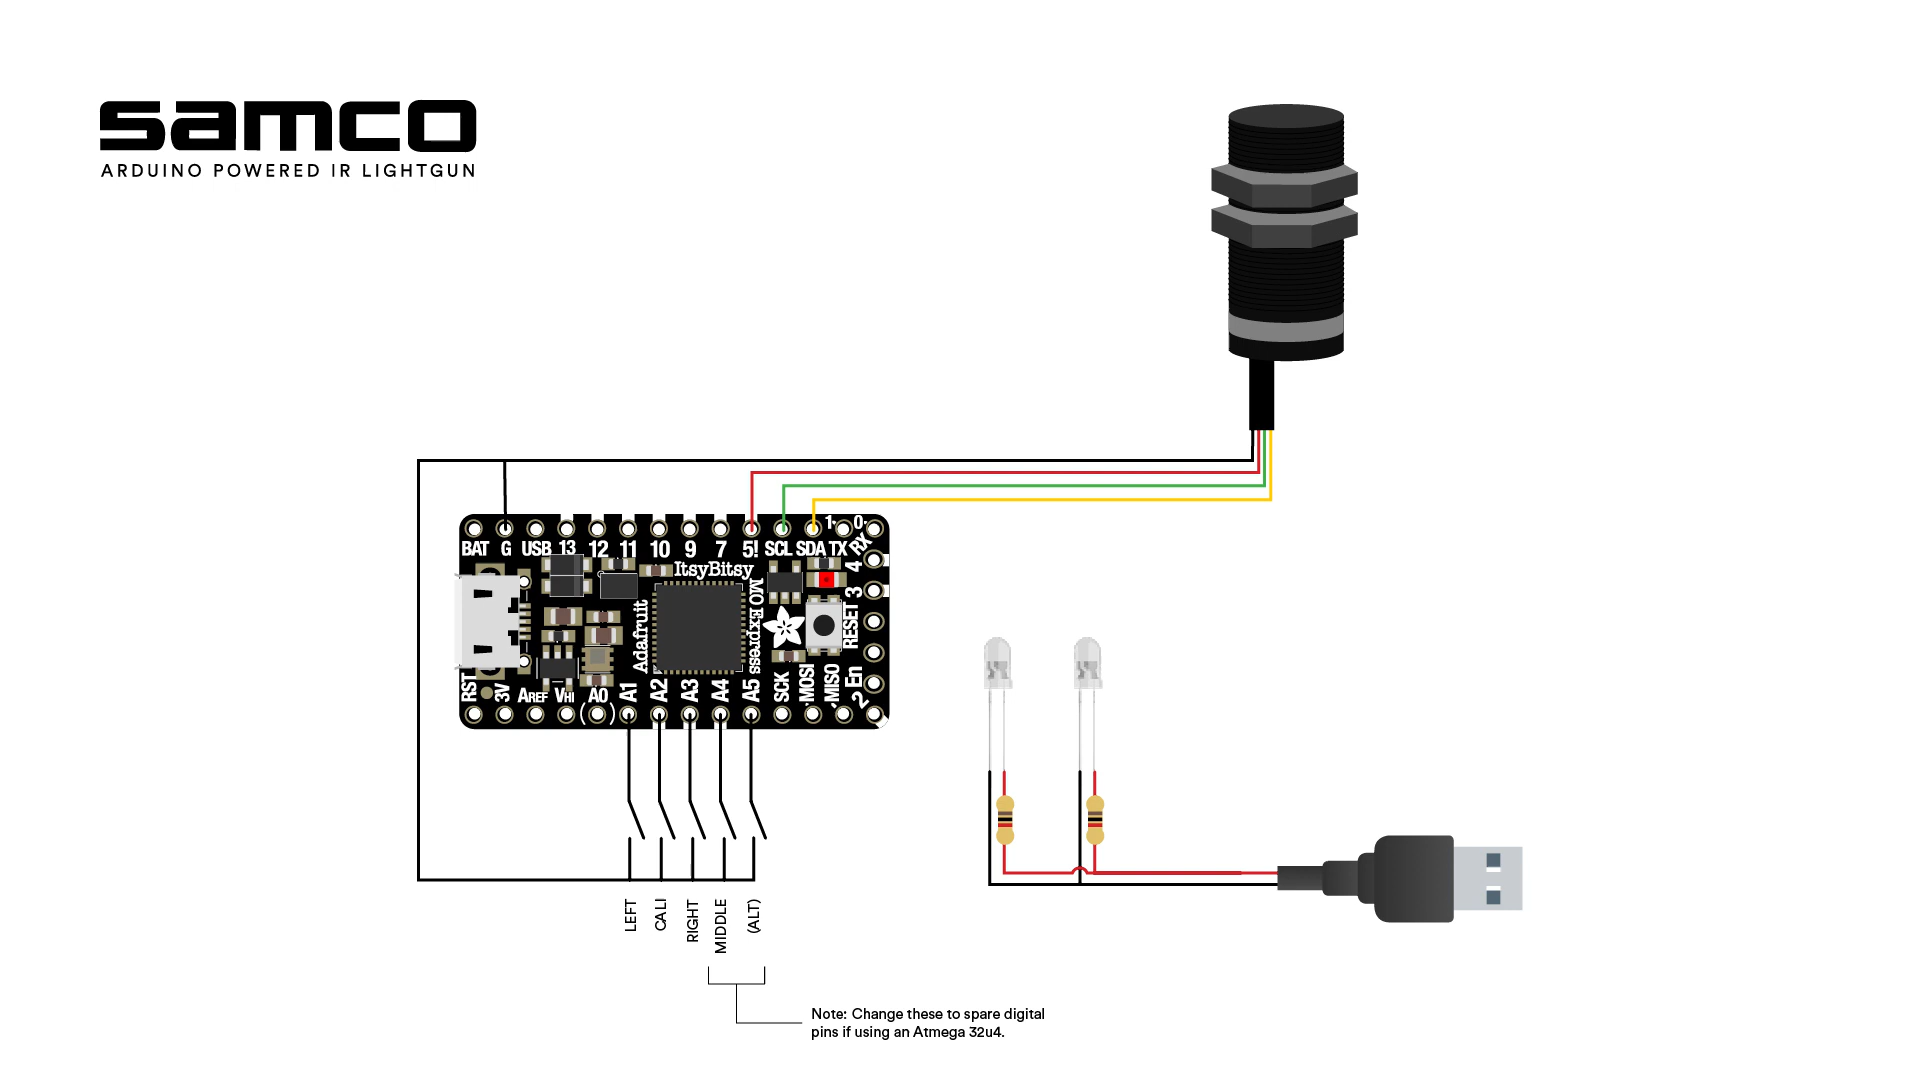 samco
ARDUINO POWERED IR LIGHTGUN
1. 0.
BAT G USB 13 12 11 10 9 7 5! SCL SDA TX RX
4
3
ItsyBitsy
M0 Express
Adafruit
RESET
RST 3V AREF VHI (A0) A1 A2 A3 A4 A5 SCK MOSI MISO 2 En
LEFT
CALI
RIGHT
MIDDLE
(ALT)
Note: Change these to spare digital
pins if using an Atmega 32u4.